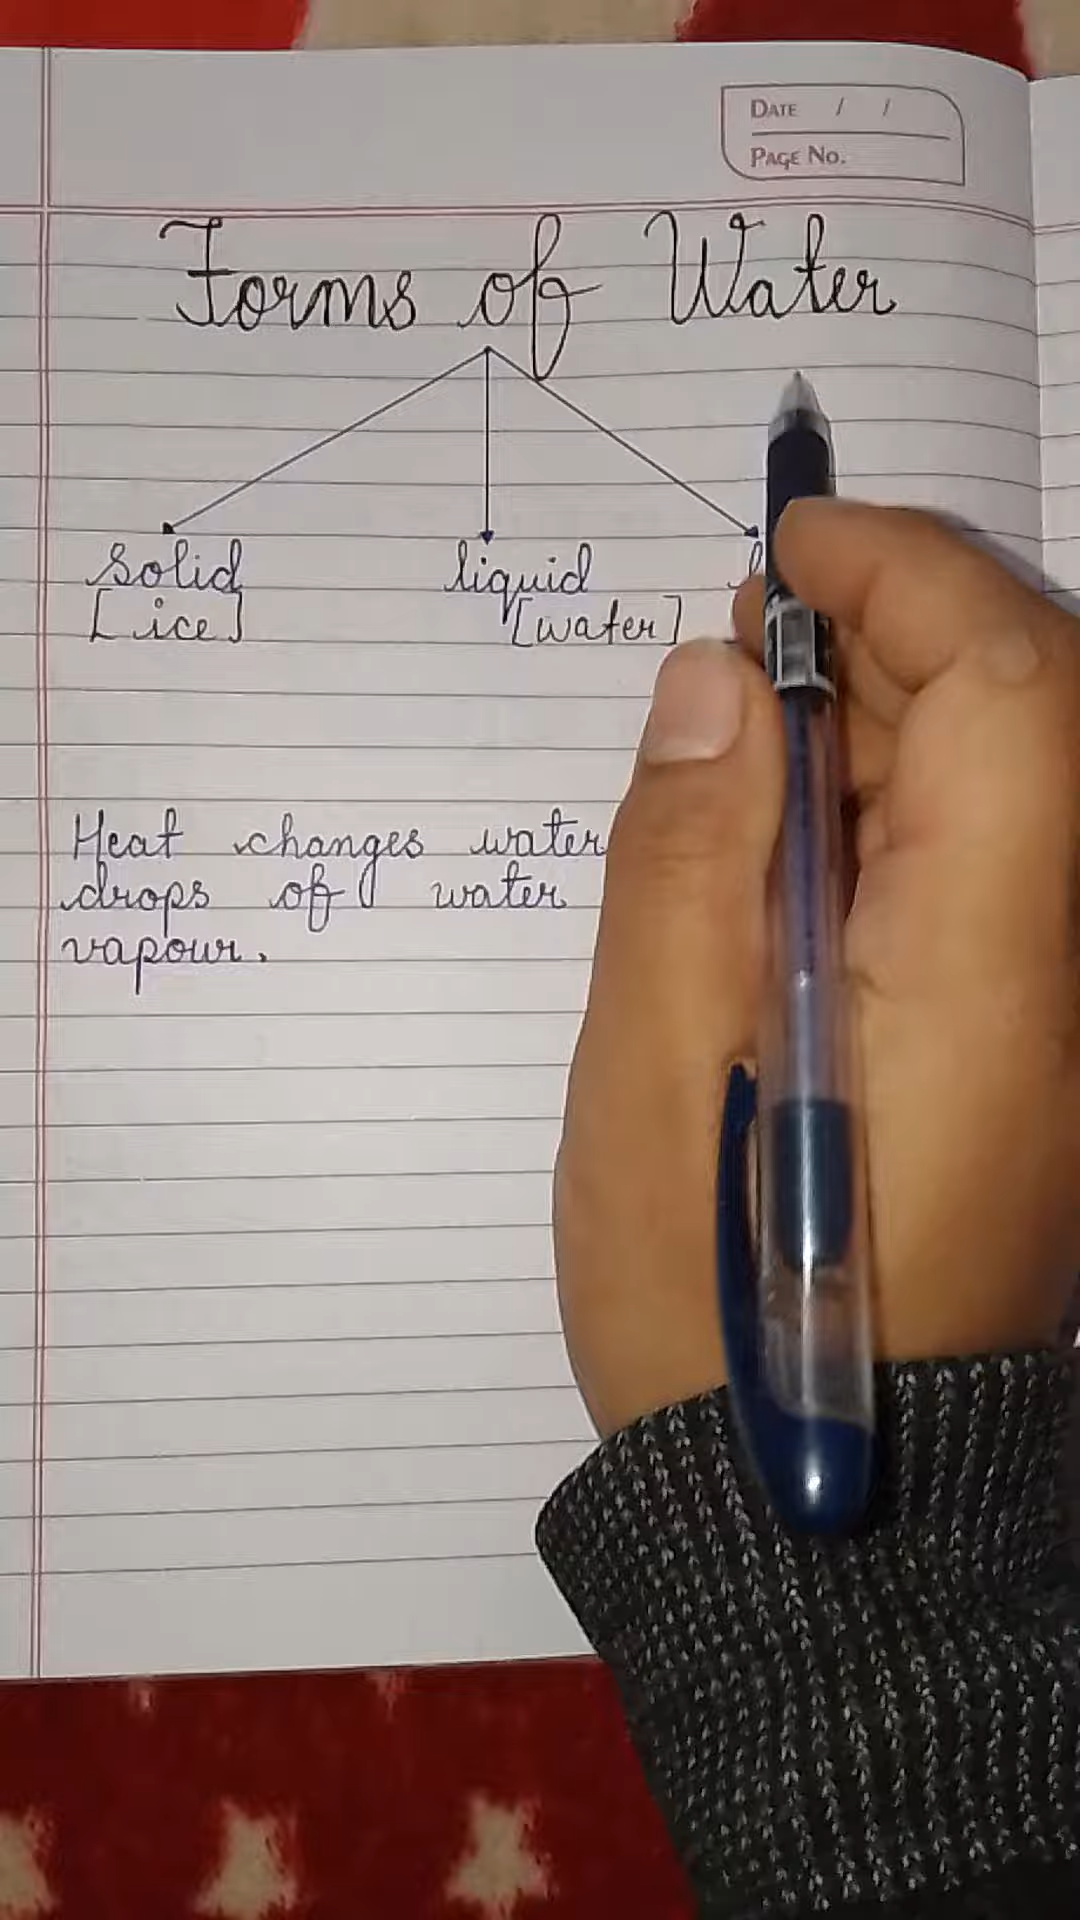 DATE / /
PAGE NO.
Forms of Water
solid liquid
[ice] [water]
Heat changes water
drops of water
vapour.